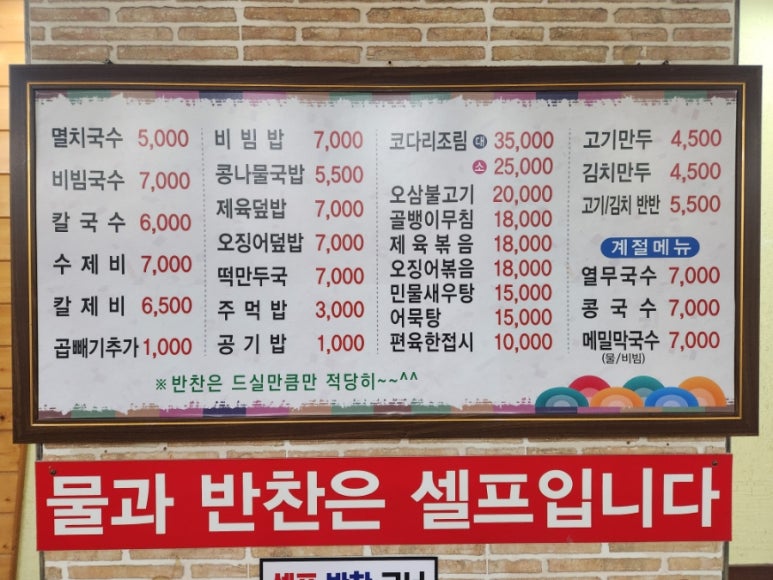 멸치국수 5,000
비빔국수 7,000
칼국수 6,000
수제비 7,000
칼제비 6,500
곱빼기추가 1,000
비빔밥 7,000
콩나물국밥 5,500
제육덮밥 7,000
오징어덮밥 7,000
떡만두국 7,000
주먹밥 3,000
공기밥 1,000
코다리조림 대 35,000
소 25,000
오삼불고기 20,000
골뱅이무침 18,000
제육볶음 18,000
오징어볶음 18,000
민물새우탕 15,000
어묵탕 15,000
편육한접시 10,000
고기만두 4,500
김치만두 4,500
고기/김치 반반 5,500
계절메뉴
열무국수 7,000
콩국수 7,000
메밀막국수 7,000
(물/비빔)
※반찬은 드실만큼만 적당히~~^^
물과 반찬은 셀프입니다
셀프 반찬 코너